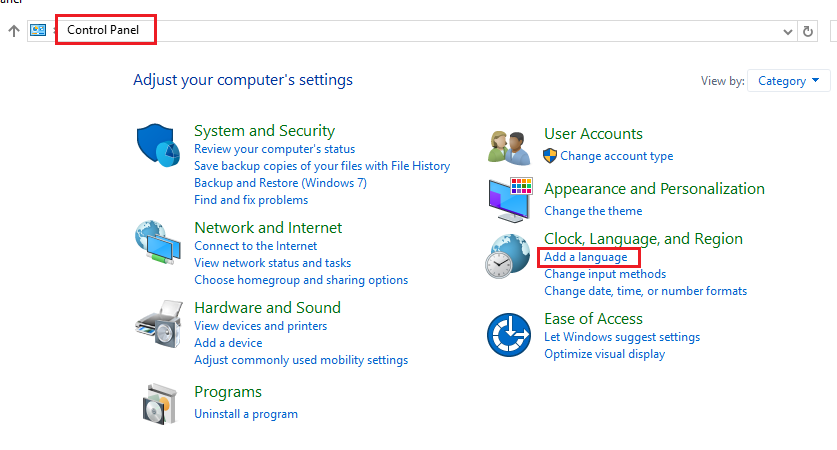 Control Panel
Adjust your computer's settings
View by: Category
System and Security
Review your computer's status
Save backup copies of your files with File History
Backup and Restore (Windows 7)
Find and fix problems
Network and Internet
Connect to the Internet
View network status and tasks
Choose homegroup and sharing options
Hardware and Sound
View devices and printers
Add a device
Adjust commonly used mobility settings
Programs
Uninstall a program
User Accounts
Change account type
Appearance and Personalization
Change the theme
Clock, Language, and Region
Add a language
Change input methods
Change date, time, or number formats
Ease of Access
Let Windows suggest settings
Optimize visual display